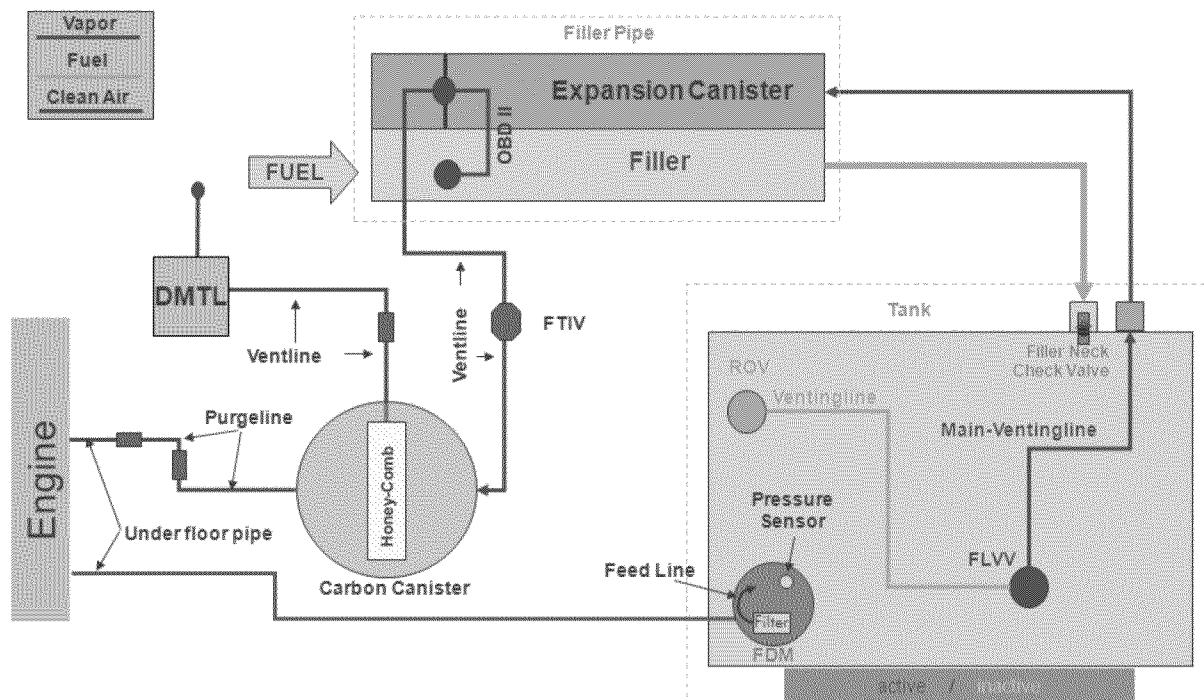 Vapor
Fuel
Clean Air
Filler Pipe
Expansion Canister
OBD II
Filler
FUEL
DMTL
Ventline
Ventline
FTIV
Tank
Filler Neck
Check Valve
ROV
Ventingline
Main-Ventingline
Engine
Purgeline
Honey-Comb
Under floor pipe
Carbon Canister
Pressure
Sensor
FLVV
Feed Line
Filter
FDM
active / inactive